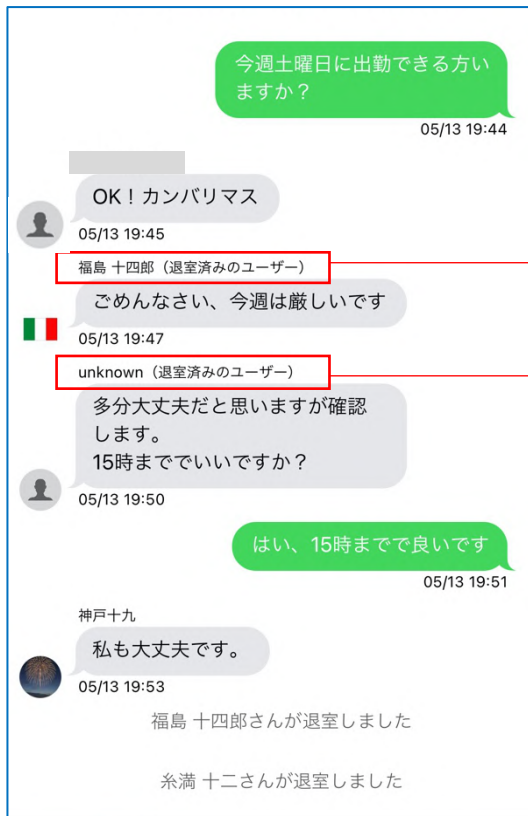 今週土曜日に出勤できる方い
ますか？
05/13 19:44
OK！カンバリマス
05/13 19:45
福島 十四郎（退室済みのユーザー）
ごめんなさい、今週は厳しいです
05/13 19:47
unknown（退室済みのユーザー）
多分大丈夫だと思いますが確認
します。
15時まででいいですか？
05/13 19:50
はい、15時までで良いです
05/13 19:51
神戸十九
私も大丈夫です。
05/13 19:53
福島 十四郎さんが退室しました
糸満 十二さんが退室しました